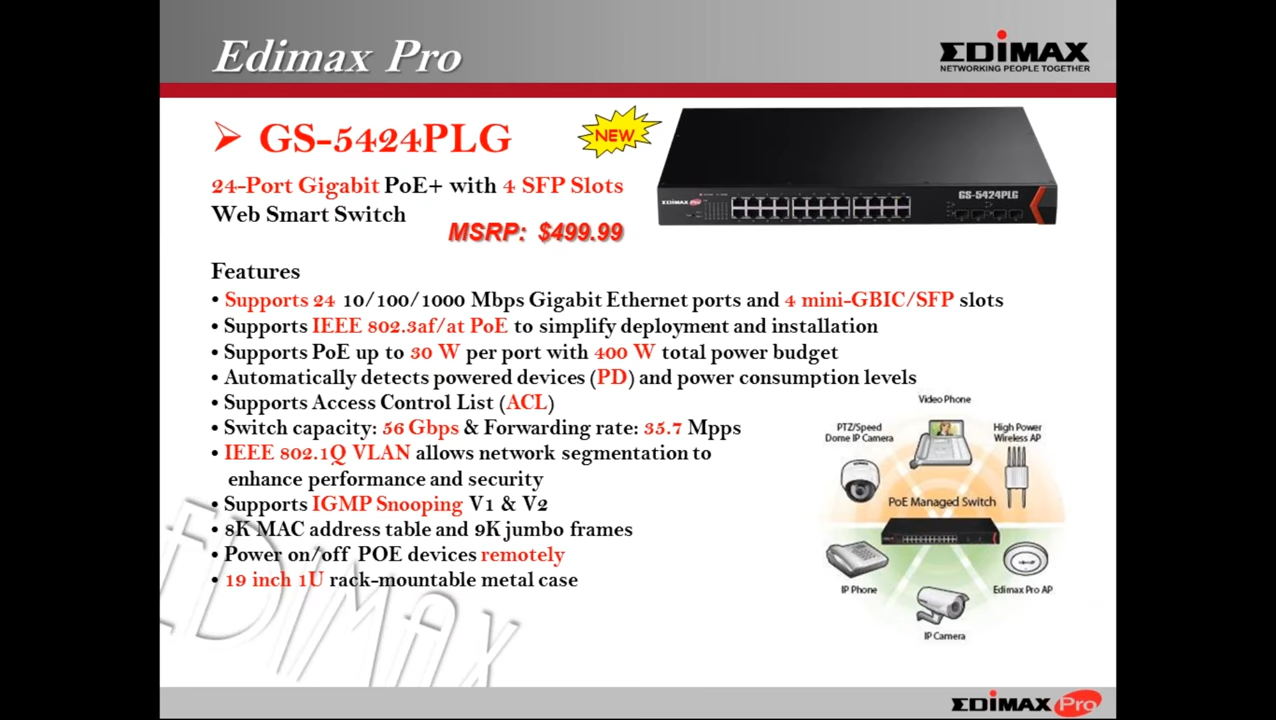 Edimax Pro
EDIMAX
NETWORKING PEOPLE TOGETHER
GS-5424PLG
NEW
24-Port Gigabit PoE+ with 4 SFP Slots
Web Smart Switch
MSRP: $499.99
EDIMAX Pro
GS-5424PLG
Features
• Supports 24 10/100/1000 Mbps Gigabit Ethernet ports and 4 mini-GBIC/SFP slots
• Supports IEEE 802.3af/at PoE to simplify deployment and installation
• Supports PoE up to 30 W per port with 400 W total power budget
• Automatically detects powered devices (PD) and power consumption levels
• Supports Access Control List (ACL)
• Switch capacity: 56 Gbps & Forwarding rate: 35.7 Mpps
• IEEE 802.1Q VLAN allows network segmentation to
enhance performance and security
• Supports IGMP Snooping V1 & V2
• 8K MAC address table and 9K jumbo frames
• Power on/off POE devices remotely
• 19 inch 1U rack-mountable metal case
Video Phone
PTZ/Speed
Dome IP Camera
High Power
Wireless AP
PoE Managed Switch
IP Phone
Edimax Pro AP
IP Camera
EDIMAX
EDIMAX Pro